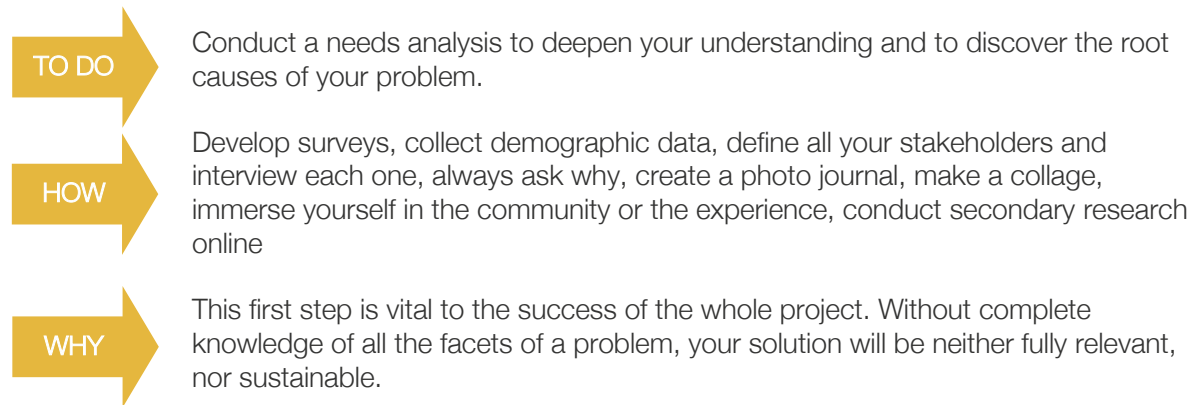 TO DO
Conduct a needs analysis to deepen your understanding and to discover the root
causes of your problem.
HOW
Develop surveys, collect demographic data, define all your stakeholders and
interview each one, always ask why, create a photo journal, make a collage,
immerse yourself in the community or the experience, conduct secondary research
online
WHY
This first step is vital to the success of the whole project. Without complete
knowledge of all the facets of a problem, your solution will be neither fully relevant,
nor sustainable.